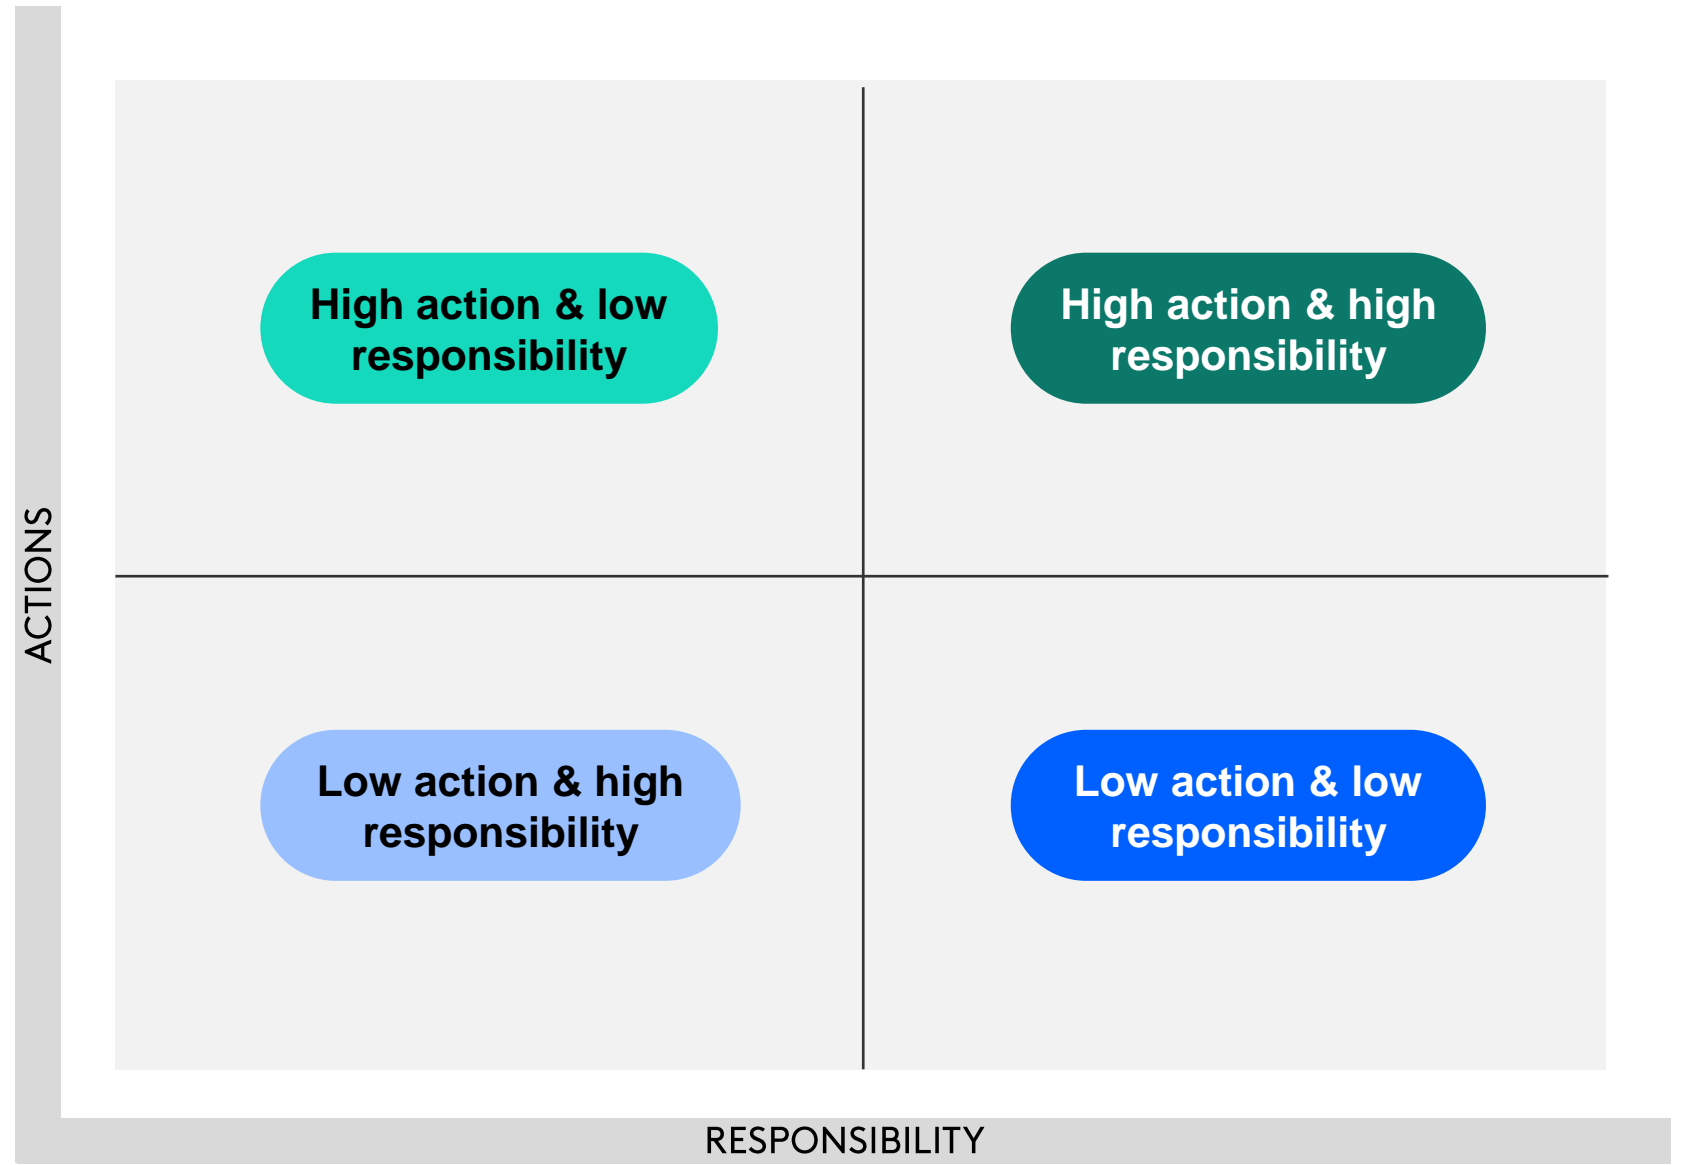 High action & low
responsibility
High action & high
responsibility
ACTIONS
Low action & high
responsibility
Low action & low
responsibility
RESPONSIBILITY